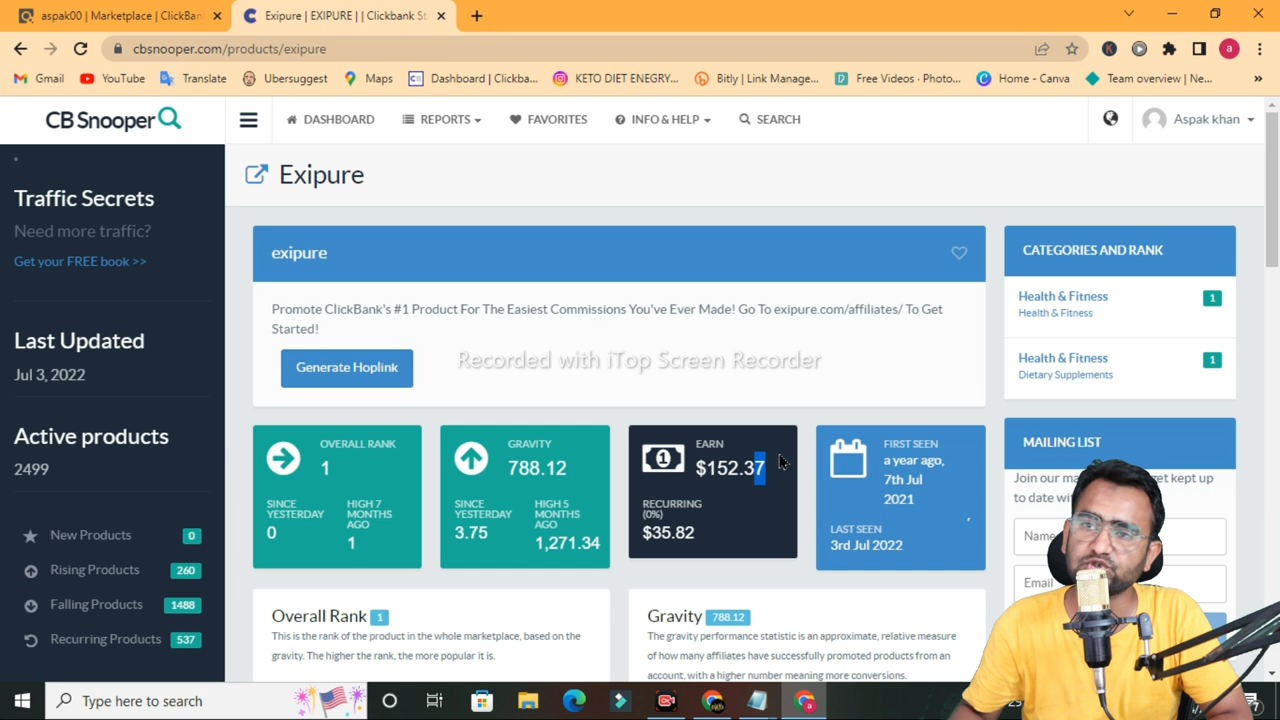 aspak00 | Marketplace | ClickBan
Exipure | EXIPURE | | Clickbank St
cbsnooper.com/products/exipure
a
Gmail
YouTube
Translate
Ubersuggest
Maps
Dashboard | Clickba...
KETO DIET ENEGRY...
Bitly | Link Manage...
Free Videos · Photo...
Home - Canva
Team overview | Ne...
»
CB Snooper
DASHBOARD
REPORTS
FAVORITES
INFO & HELP
SEARCH
Aspak khan
Traffic Secrets
Need more traffic?
Get your FREE book >>
Last Updated
Jul 3, 2022
Active products
2499
New Products 0
Rising Products 260
Falling Products 1488
Recurring Products 537
Exipure
exipure
Promote ClickBank's #1 Product For The Easiest Commissions You've Ever Made! Go To exipure.com/affiliates/ To Get
Started!
Generate Hoplink
Recorded with iTop Screen Recorder
OVERALL RANK
1
SINCE
YESTERDAY
0
HIGH 7
MONTHS
AGO
1
GRAVITY
788.12
SINCE
YESTERDAY
3.75
HIGH 5
MONTHS
AGO
1,271.34
EARN
$152.37
RECURRING
(0%)
$35.82
FIRST SEEN
a year ago,
7th Jul
2021
LAST SEEN
3rd Jul 2022
Overall Rank 1
This is the rank of the product in the whole marketplace, based on the
gravity. The higher the rank, the more popular it is.
Gravity 788.12
The gravity performance statistic is an approximate, relative measure
of how many affiliates have successfully promoted products from an
account, with a higher number meaning more conversions.
CATEGORIES AND RANK
Health & Fitness 1
Health & Fitness
Health & Fitness 1
Dietary Supplements
MAILING LIST
Join our ma get kept
up to date wi
Name
Email
Type here to search